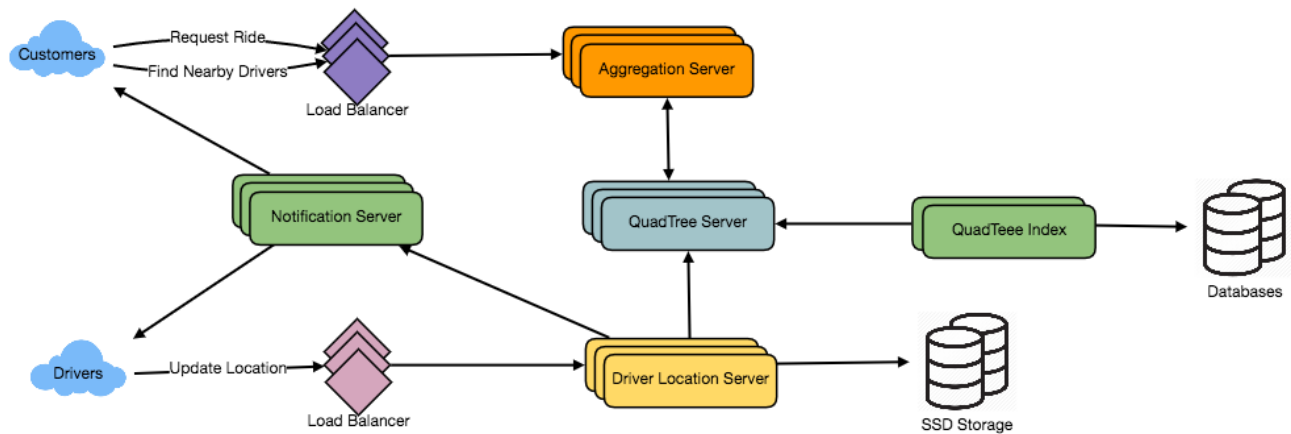 Customers
Request Ride
Find Nearby Drivers
Load Balancer
Aggregation Server
Notification Server
QuadTree Server
QuadTeee Index
Databases
Drivers
Update Location
Load Balancer
Driver Location Server
SSD Storage